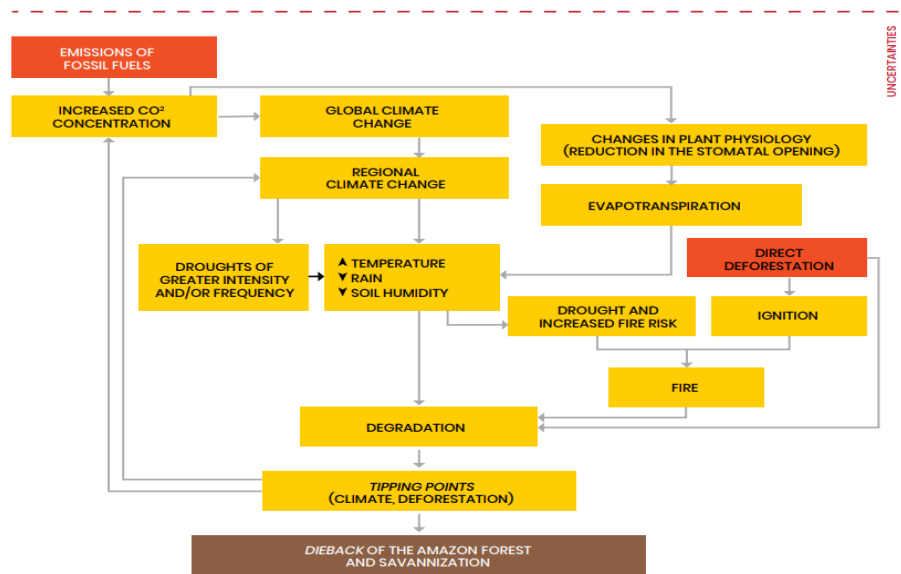 UNCERTAINTIES
EMISSIONS OF
FOSSIL FUELS
INCREASED CO²
CONCENTRATION
GLOBAL CLIMATE
CHANGE
CHANGES IN PLANT PHYSIOLOGY
(REDUCTION IN THE STOMATAL OPENING)
REGIONAL
CLIMATE CHANGE
EVAPOTRANSPIRATION
DROUGHTS OF
GREATER INTENSITY
AND/OR FREQUENCY
TEMPERATURE
RAIN
SOIL HUMIDITY
DIRECT
DEFORESTATION
DROUGHT AND
INCREASED FIRE RISK
IGNITION
FIRE
DEGRADATION
TIPPING POINTS
(CLIMATE, DEFORESTATION)
DIEBACK OF THE AMAZON FOREST
AND SAVANNIZATION